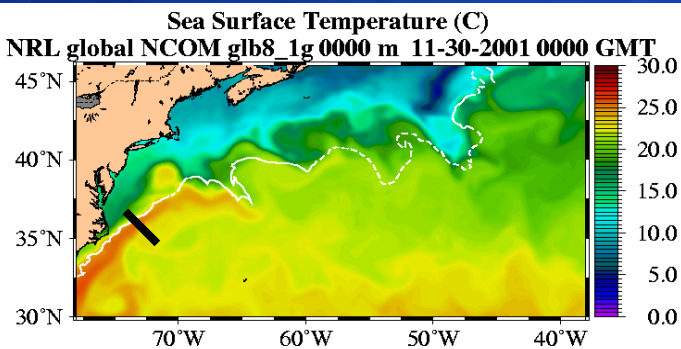 Sea Surface Temperature (C)
NRL global NCOM glb8_1g 0000 m 11-30-2001 0000 GMT
45°N
40°N
35°N
30°N
70°W 60°W 50°W 40°W
30.0
25.0
20.0
15.0
10.0
5.0
0.0